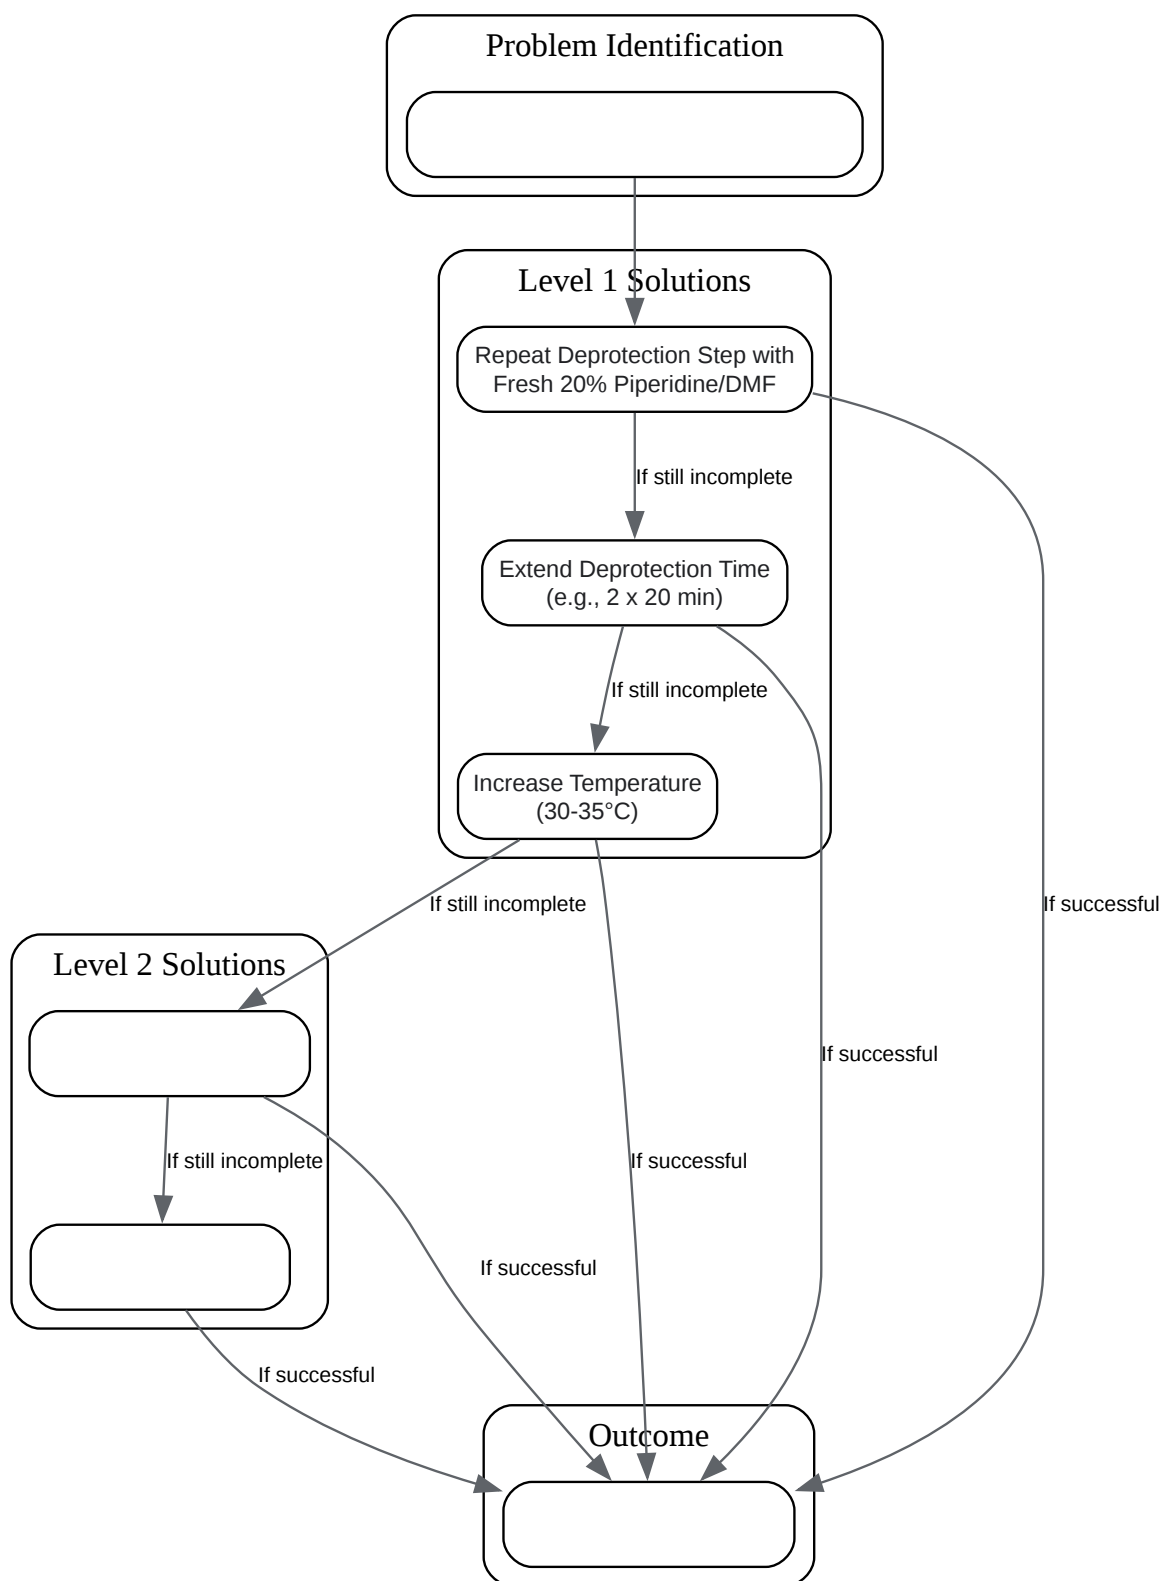 Problem Identification
Level 1 Solutions
Repeat Deprotection Step with
Fresh 20% Piperidine/DMF
If still incomplete
Extend Deprotection Time
(e.g., 2 x 20 min)
If still incomplete
Increase Temperature
(30-35°C)
If still incomplete
If successful
Level 2 Solutions
If successful
If still incomplete
If successful
If successful
If successful
Outcome